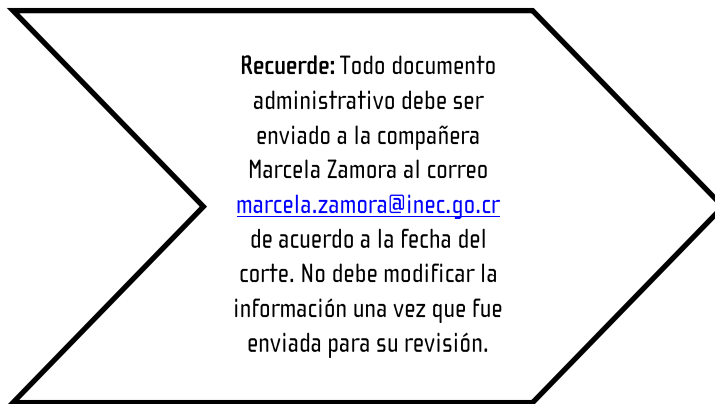 Recuerde: Todo documento
administrativo debe ser
enviado a la compañera
Marcela Zamora al correo
marcela.zamora@inec.go.cr
de acuerdo a la fecha del
corte. No debe modificar la
información una vez que fue
enviada para su revisión.